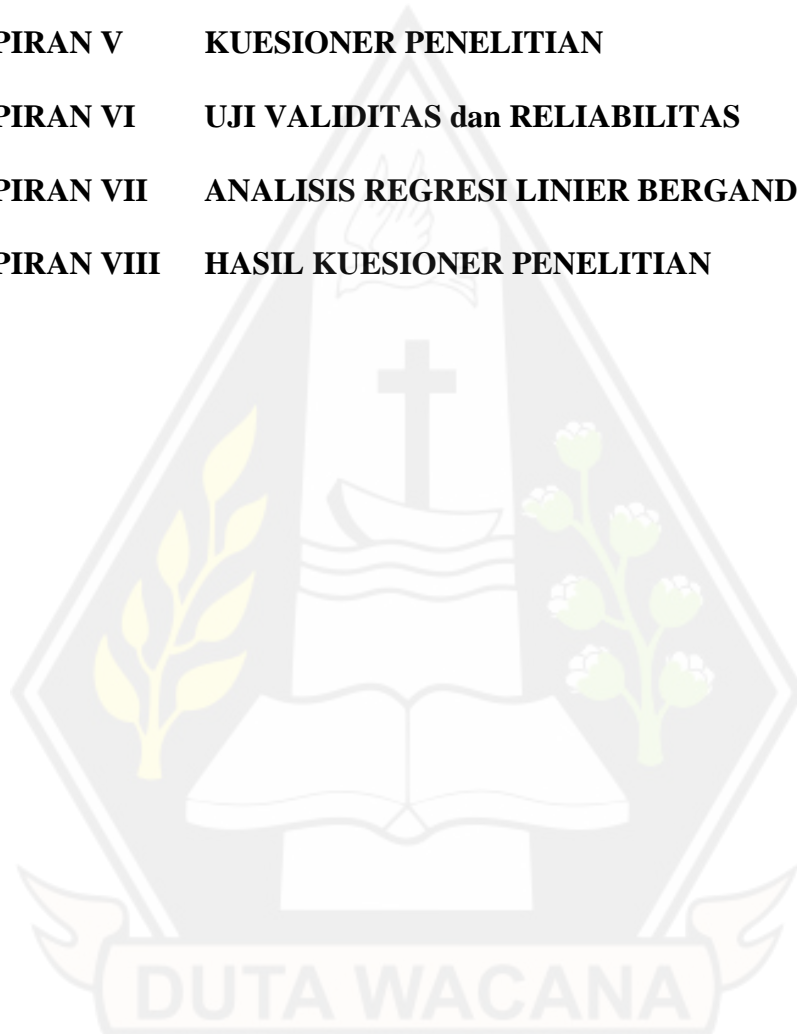 PIRAN V KUESIONER PENELITIAN
PIRAN VI UJI VALIDITAS dan RELIABILITAS
PIRAN VII ANALISIS REGRESI LINIER BERGAND
PIRAN VIII HASIL KUESIONER PENELITIAN
DUTA WACANA